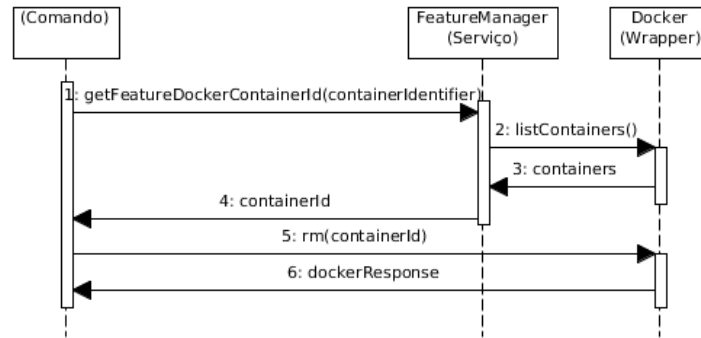 (Comando)
FeatureManager
(Serviço)
Docker
(Wrapper)
1: getFeatureDockerContainerId(containerIdentifier)
2: listContainers()
3: containers
4: containerId
5: rm(containerId)
6: dockerResponse